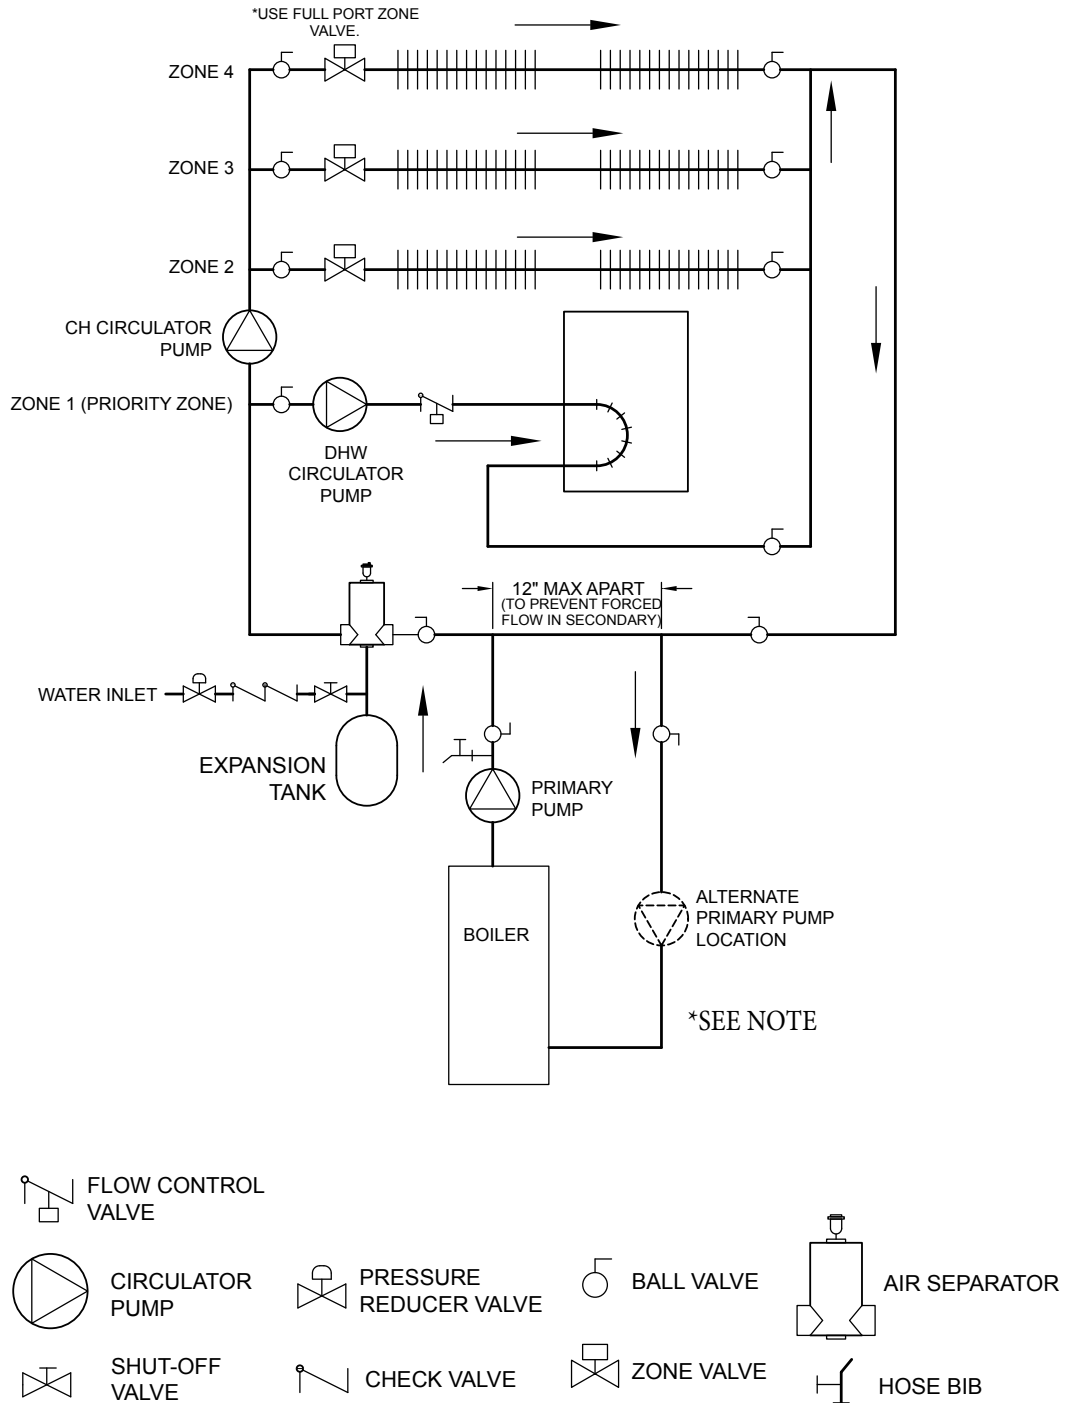 *USE FULL PORT ZONE
VALVE.
ZONE 4
ZONE 3
ZONE 2
CH CIRCULATOR
PUMP
ZONE 1 (PRIORITY ZONE)
DHW
CIRCULATOR
PUMP
12" MAX APART
(TO PREVENT FORCED
FLOW IN SECONDARY)
WATER INLET
EXPANSION
TANK
PRIMARY
PUMP
BOILER
ALTERNATE
PRIMARY PUMP
LOCATION
*SEE NOTE
FLOW CONTROL
VALVE
CIRCULATOR
PUMP
PRESSURE
REDUCER VALVE
BALL VALVE
AIR SEPARATOR
SHUT-OFF
VALVE
CHECK VALVE
ZONE VALVE
HOSE BIB